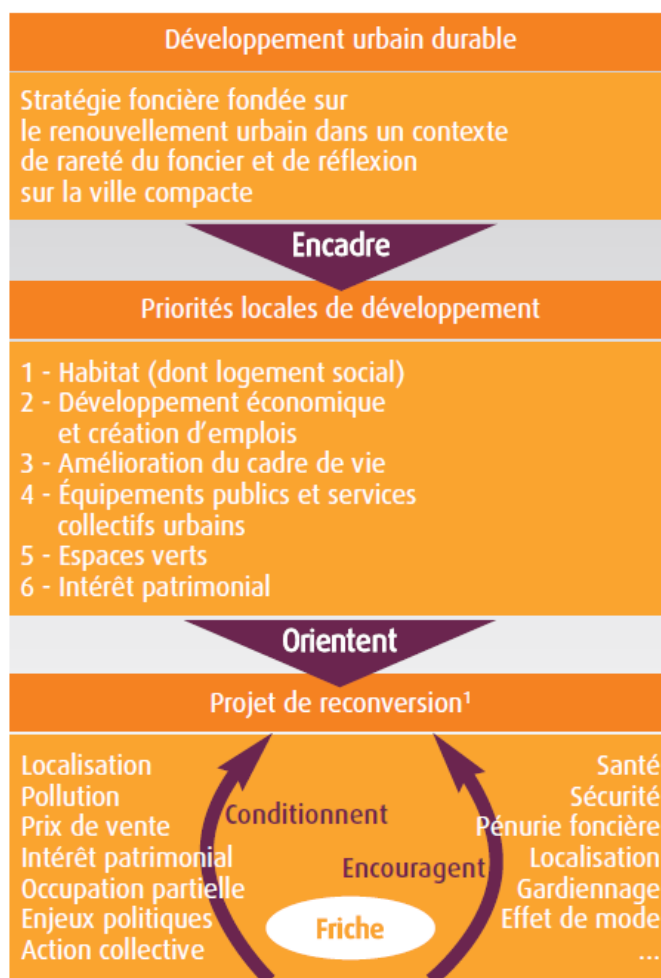 Développement urbain durable
Stratégie foncière fondée sur
le renouvellement urbain dans un contexte
de rareté du foncier et de réflexion
sur la ville compacte
Encadre
Priorités locales de développement
1 - Habitat (dont logement social)
2 - Développement économique
et création d'emplois
3 - Amélioration du cadre de vie
4 - Équipements publics et services
collectifs urbains
5 - Espaces verts
6 - Intérêt patrimonial
Orientent
Projet de reconversion¹
Localisation
Pollution
Prix de vente
Intérêt patrimonial
Occupation partielle
Enjeux politiques
Action collective
Conditionnent
Encouragent
Friche
Santé
Sécurité
Pénurie foncière
Localisation
Gardiennage
Effet de mode
...